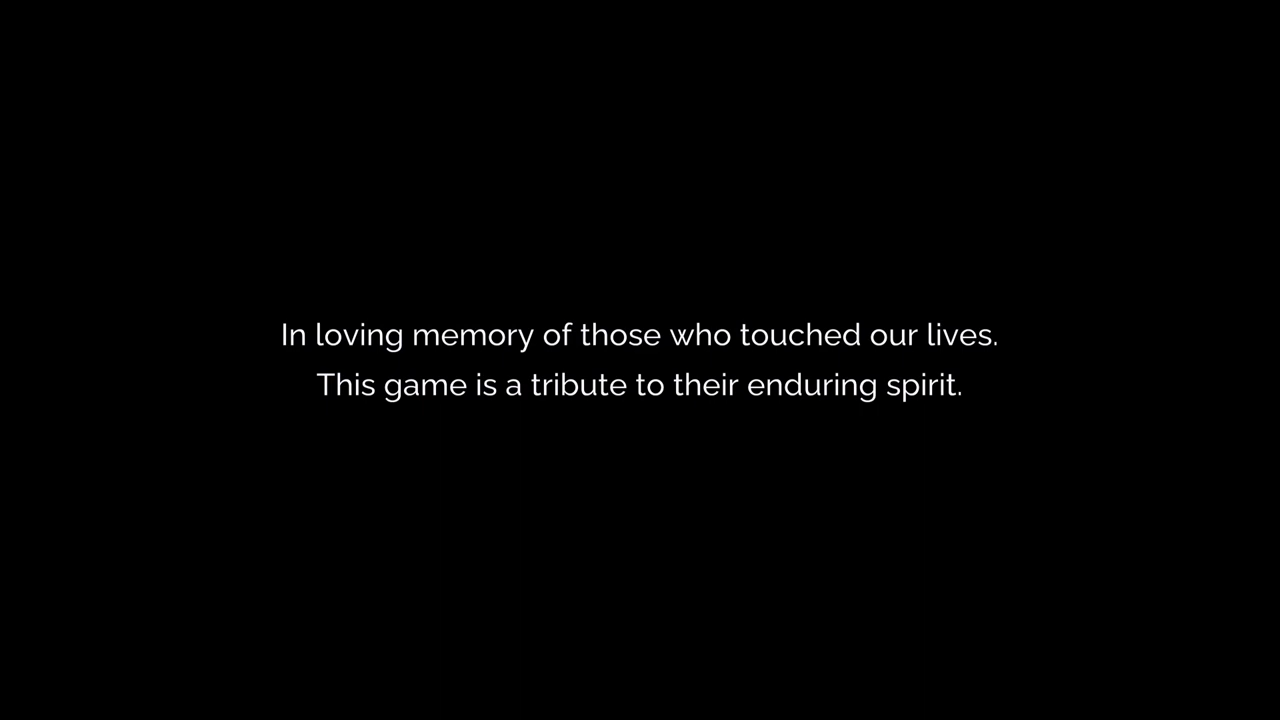 In loving memory of those who touched our lives.
This game is a tribute to their enduring spirit.